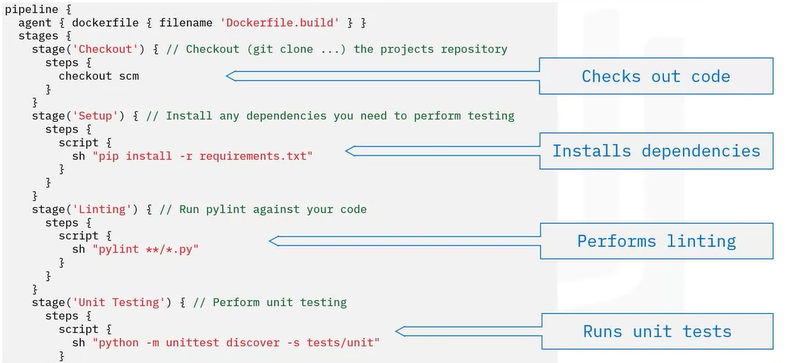 pipeline {
  agent { dockerfile { filename 'Dockerfile.build' } }
  stages {
    stage('Checkout') { // Checkout (git clone ...) the projects repository
      steps {
        checkout scm
      }
    }
    stage('Setup') { // Install any dependencies you need to perform testing
      steps {
        script {
          sh "pip install -r requirements.txt"
        }
      }
    }
    stage('Linting') { // Run pylint against your code
      steps {
        script {
          sh "pylint **/*.py"
        }
      }
    }
    stage('Unit Testing') { // Perform unit testing
      steps {
        script {
          sh "python -m unittest discover -s tests/unit"
        }
Checks out code
Installs dependencies
Performs linting
Runs unit tests